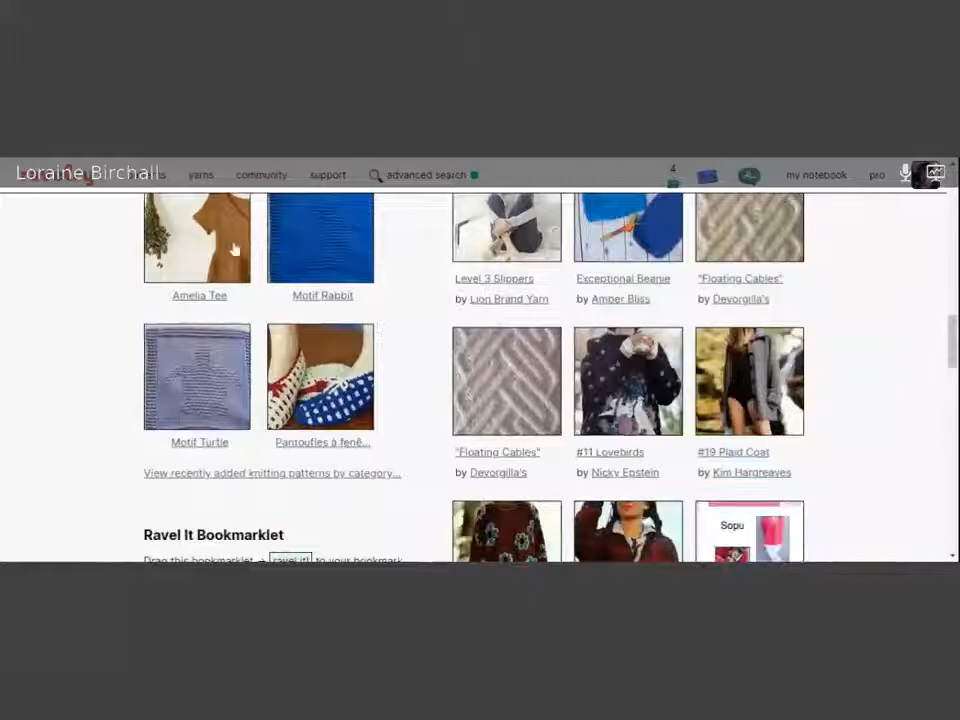 Loraine Birchall
yarns community support advanced search 4 my notebook pro
Amelia Tee Motif Rabbit
Level 3 Slippers Exceptional Beanie "Floating Cables"
by Lion Brand Yarn by Amber Bliss by Devorgilla's
Motif Turtle Pantoufles à fenê...
View recently added knitting patterns by category...
"Floating Cables" #11 Lovebirds #19 Plaid Coat
by Devorgilla's by Nicky Epstein by Kim Hargreaves
Sopu
Ravel It Bookmarklet
Drag this bookmarklet → ravel it! to your bookmark